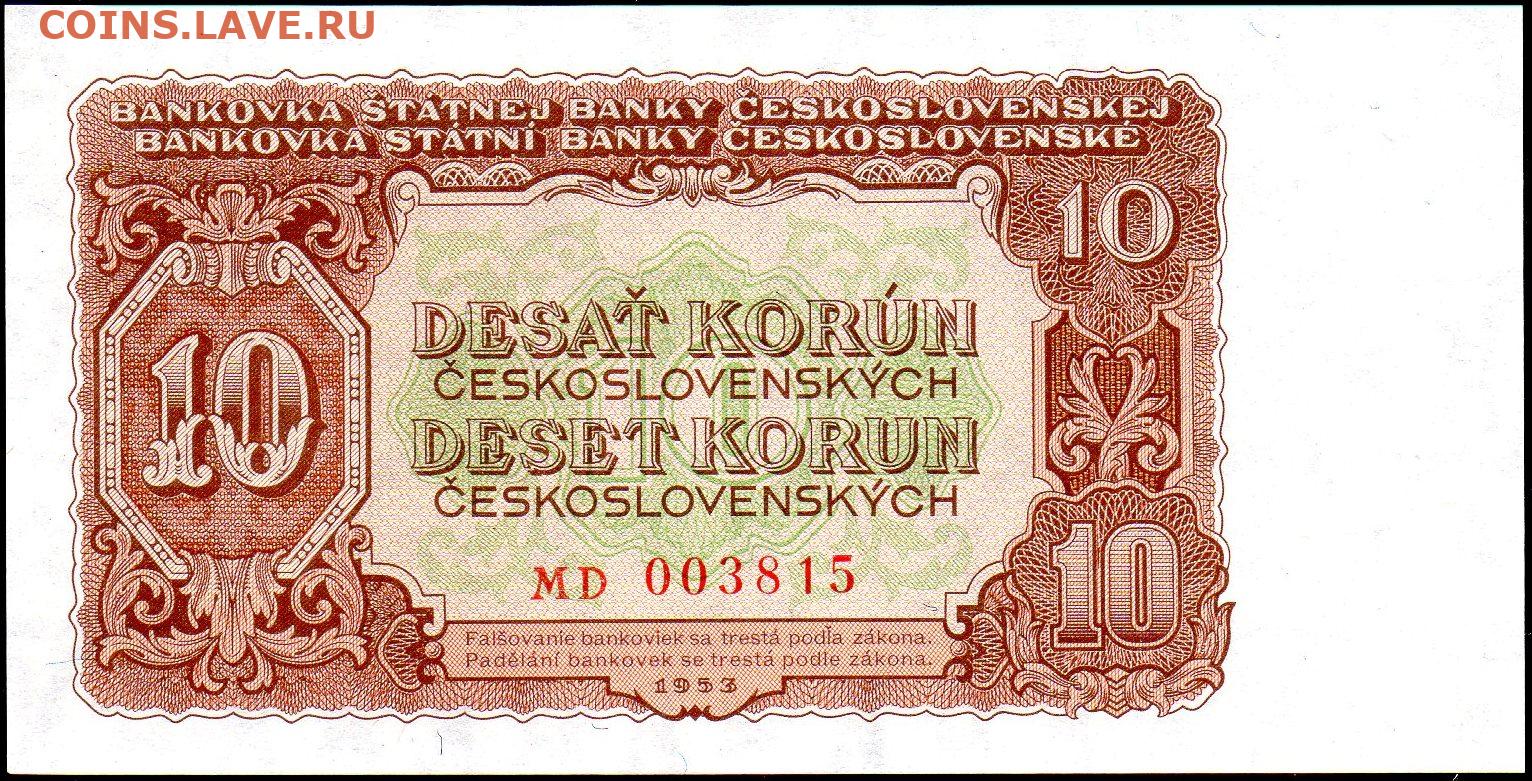 COINS.LAVE.RU
BANKOVKA ŠTÁTNEJ BANKY ČESKOSLOVENSKEJ
BANKOVKA STÁTNÍ BANKY ČESKOSLOVENSKÉ
10
10
DESAŤ KORÚN
ČESKOSLOVENSKÝCH
DESET KORUN
ČESKOSLOVENSKÝCH
10
MD 003815
Falšovanie bankoviek sa trestá podľa zákona.
Padělání bankovek se trestá podle zákona.
1953